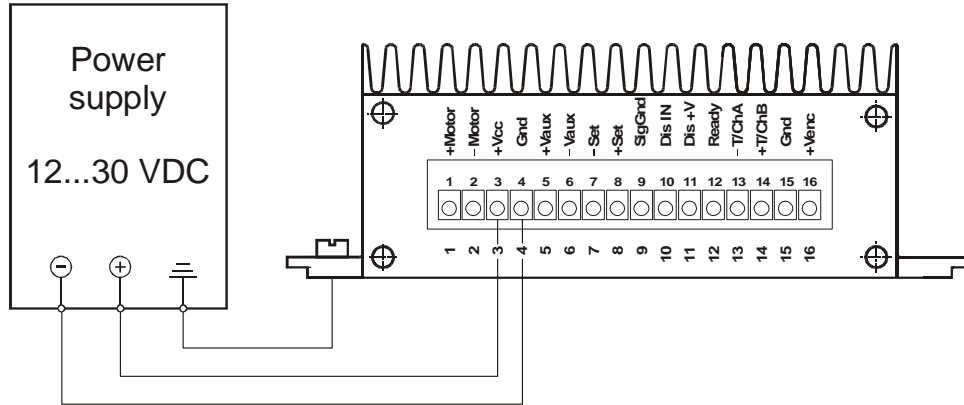 Power
supply
12...30 VDC
+Motor
–Motor
+Vcc
Gnd
+Vaux
–Vaux
–Set
+Set
SigGnd
Dis IN
Dis +V
Ready
–T/ChA
+T/ChB
Gnd
+Venc
1 2 3 4 5 6 7 8 9 10 11 12 13 14 15 16
1 2 3 4 5 6 7 8 9 10 11 12 13 14 15 16